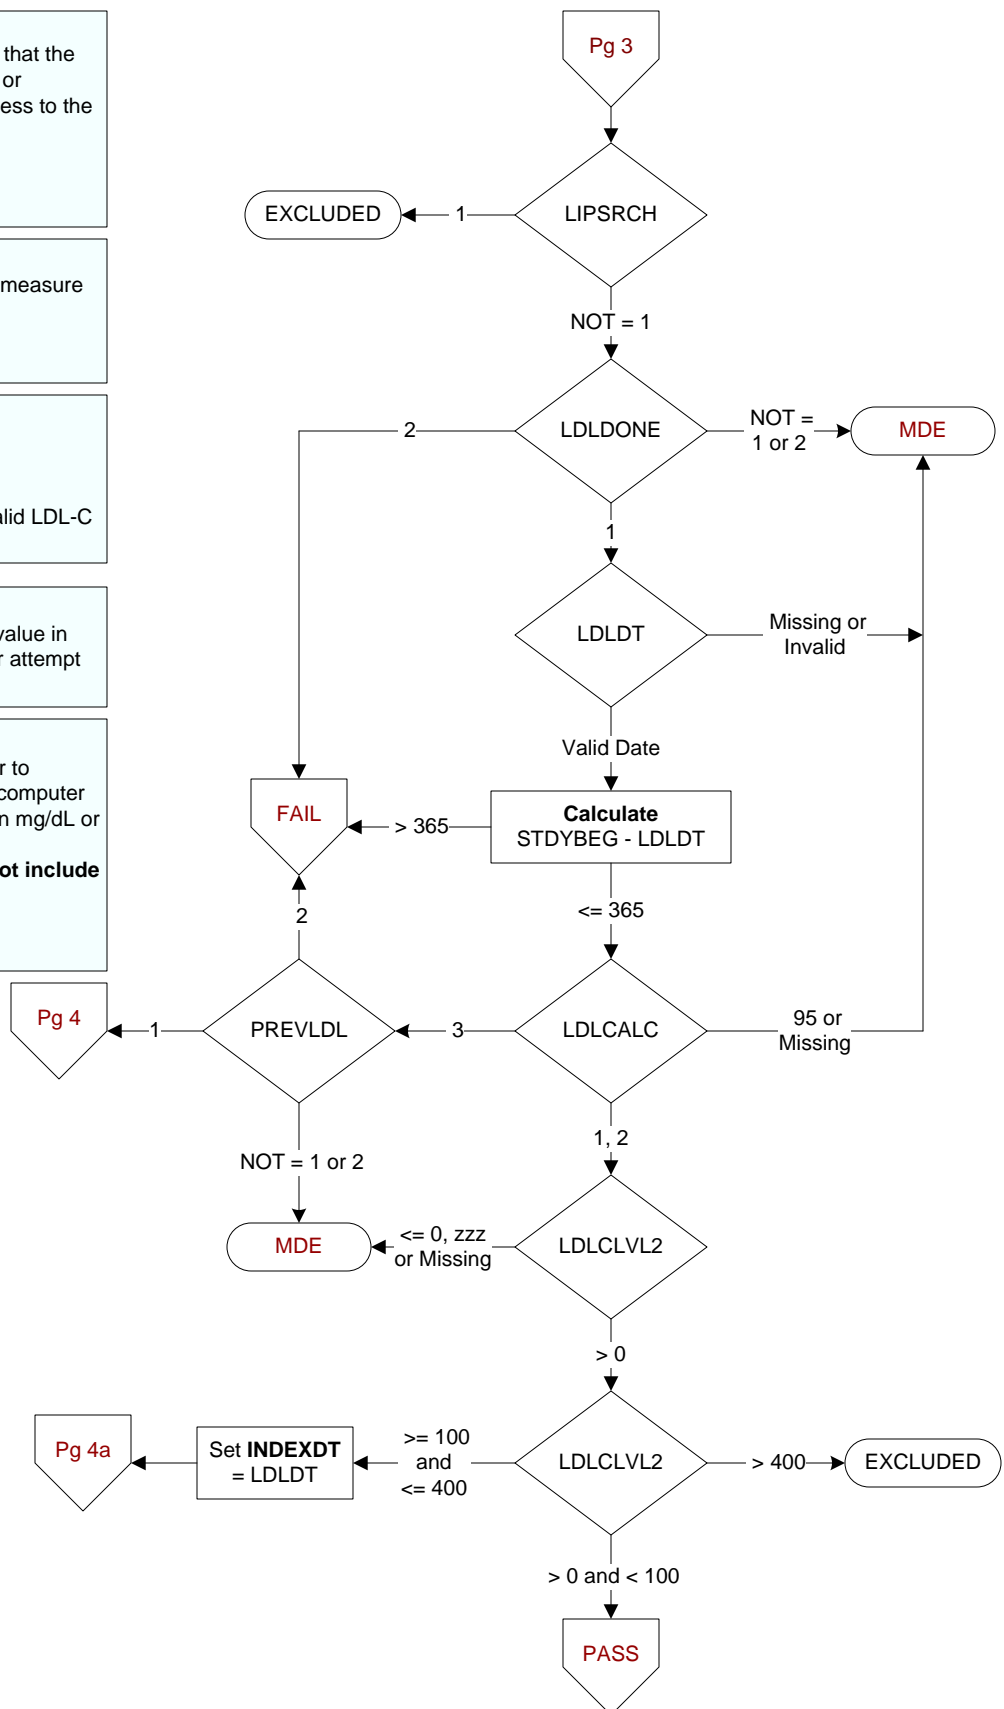 that the
or
ess to the
measure
alid LDL-C
value in
r attempt
r to
computer
n mg/dL or
ot include
Pg 3
LIPSRCH
1
EXCLUDED
NOT = 1
LDLDONE
2
NOT =
1 or 2
MDE
1
LDLDT
Missing or
Invalid
Valid Date
Calculate
STDYBEG - LDLDT
> 365
FAIL
<= 365
2
LDLCALC
3
PREVLDL
1
Pg 4
95 or
Missing
1, 2
NOT = 1 or 2
MDE
LDLCLVL2
<= 0, zzz
or Missing
> 0
LDLCLVL2
>= 100
and
<= 400
Set INDEXDT
= LDLDT
Pg 4a
> 400
EXCLUDED
> 0 and < 100
PASS